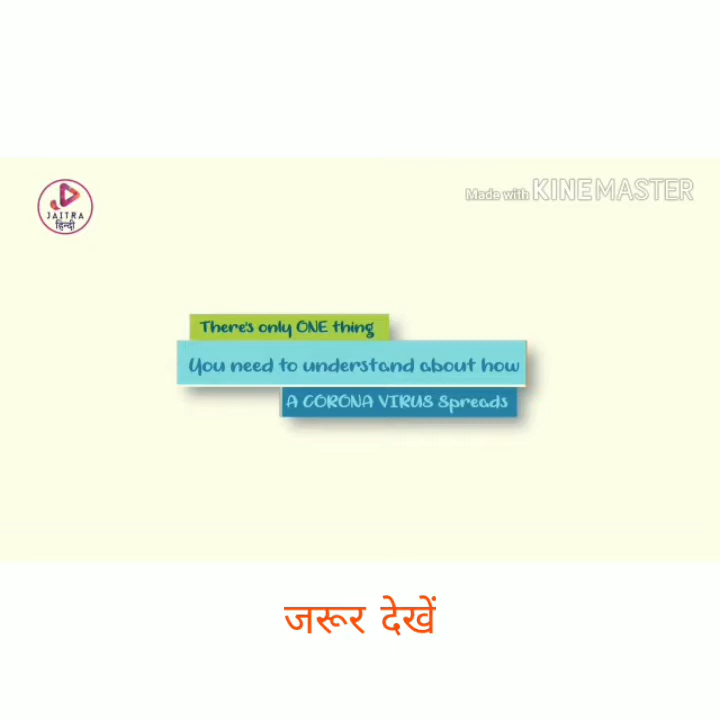 JAITRA
हिन्दी
Made with KINEMASTER
There's only ONE thing
You need to understand about how
A CORONA VIRUS Spreads
जरूर देखें